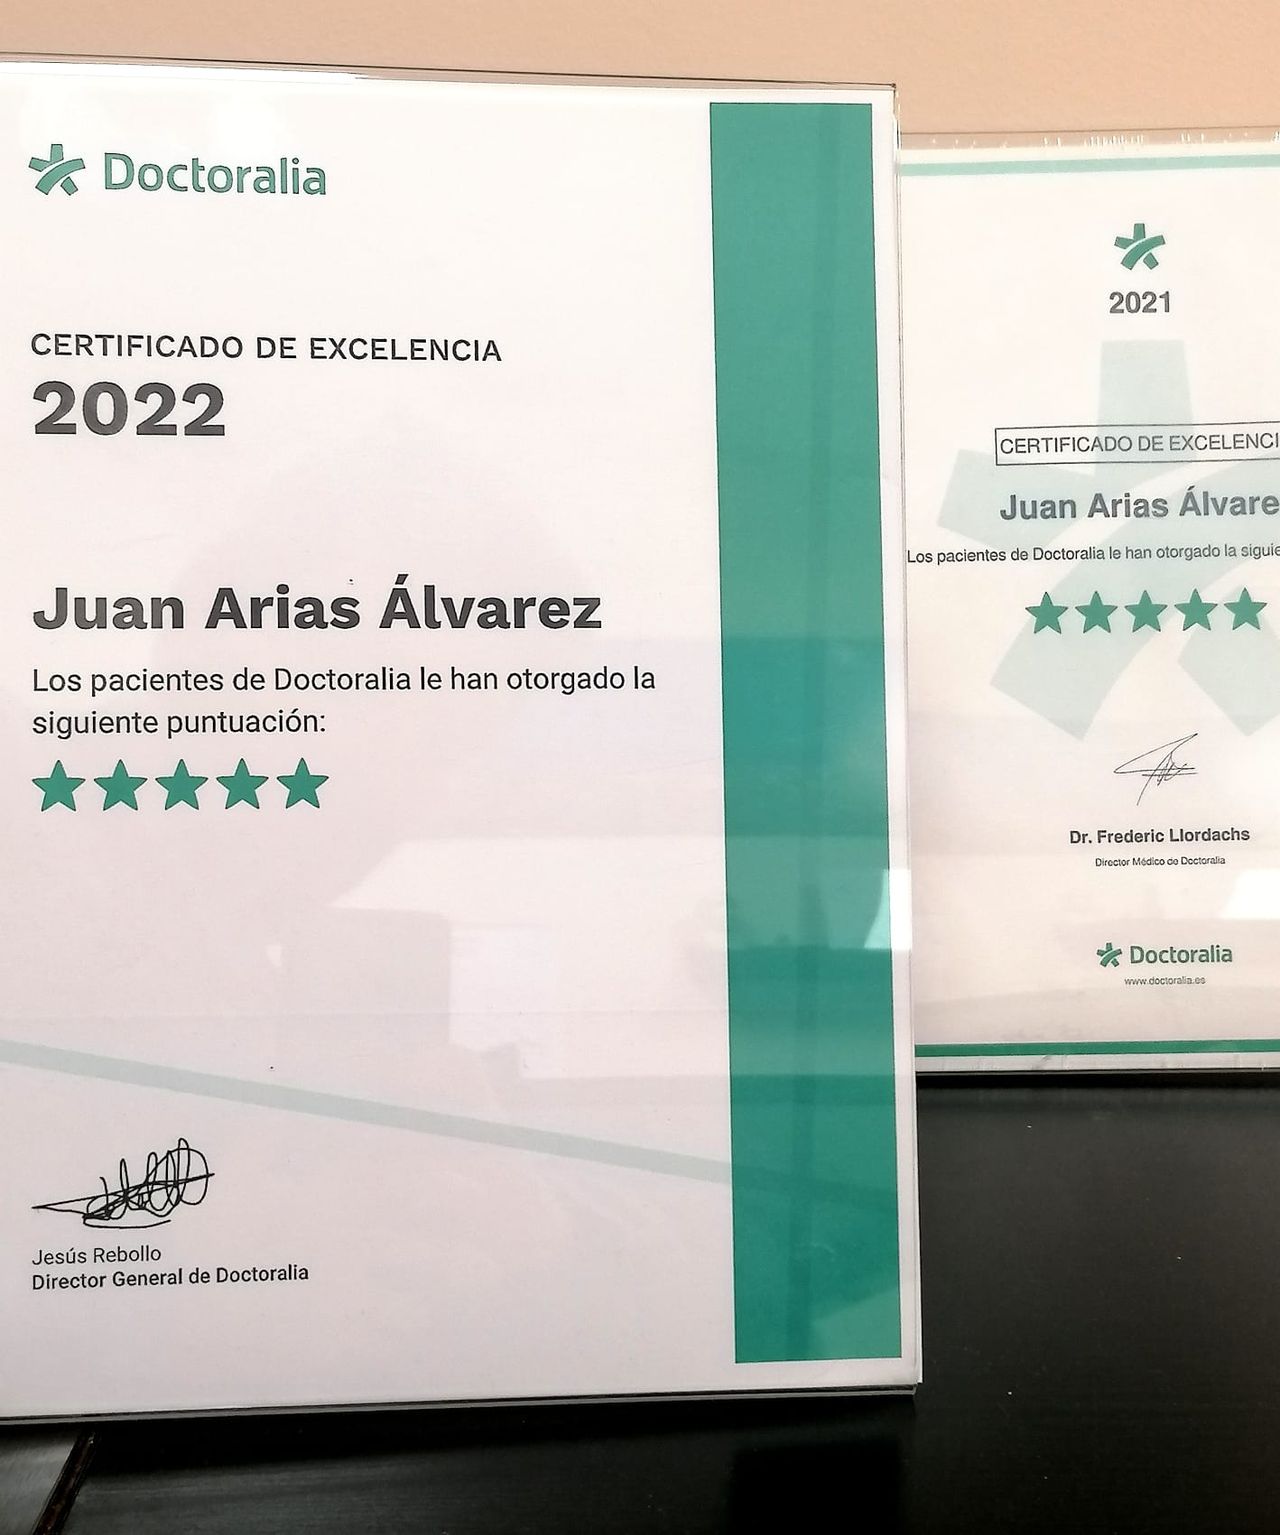 Doctoralia
CERTIFICADO DE EXCELENCIA
2022
Juan Arias Álvarez
Los pacientes de Doctoralia le han otorgado la
siguiente puntuación:
Jesús Rebollo
Director General de Doctoralia
2021
CERTIFICADO DE EXCELENCI
Juan Arias Álvare
Los pacientes de Doctoralia le han otorgado la siguie
Dr. Frederic Llordachs
Director Médico de Doctoralia
Doctoralia
www.doctoralia.es